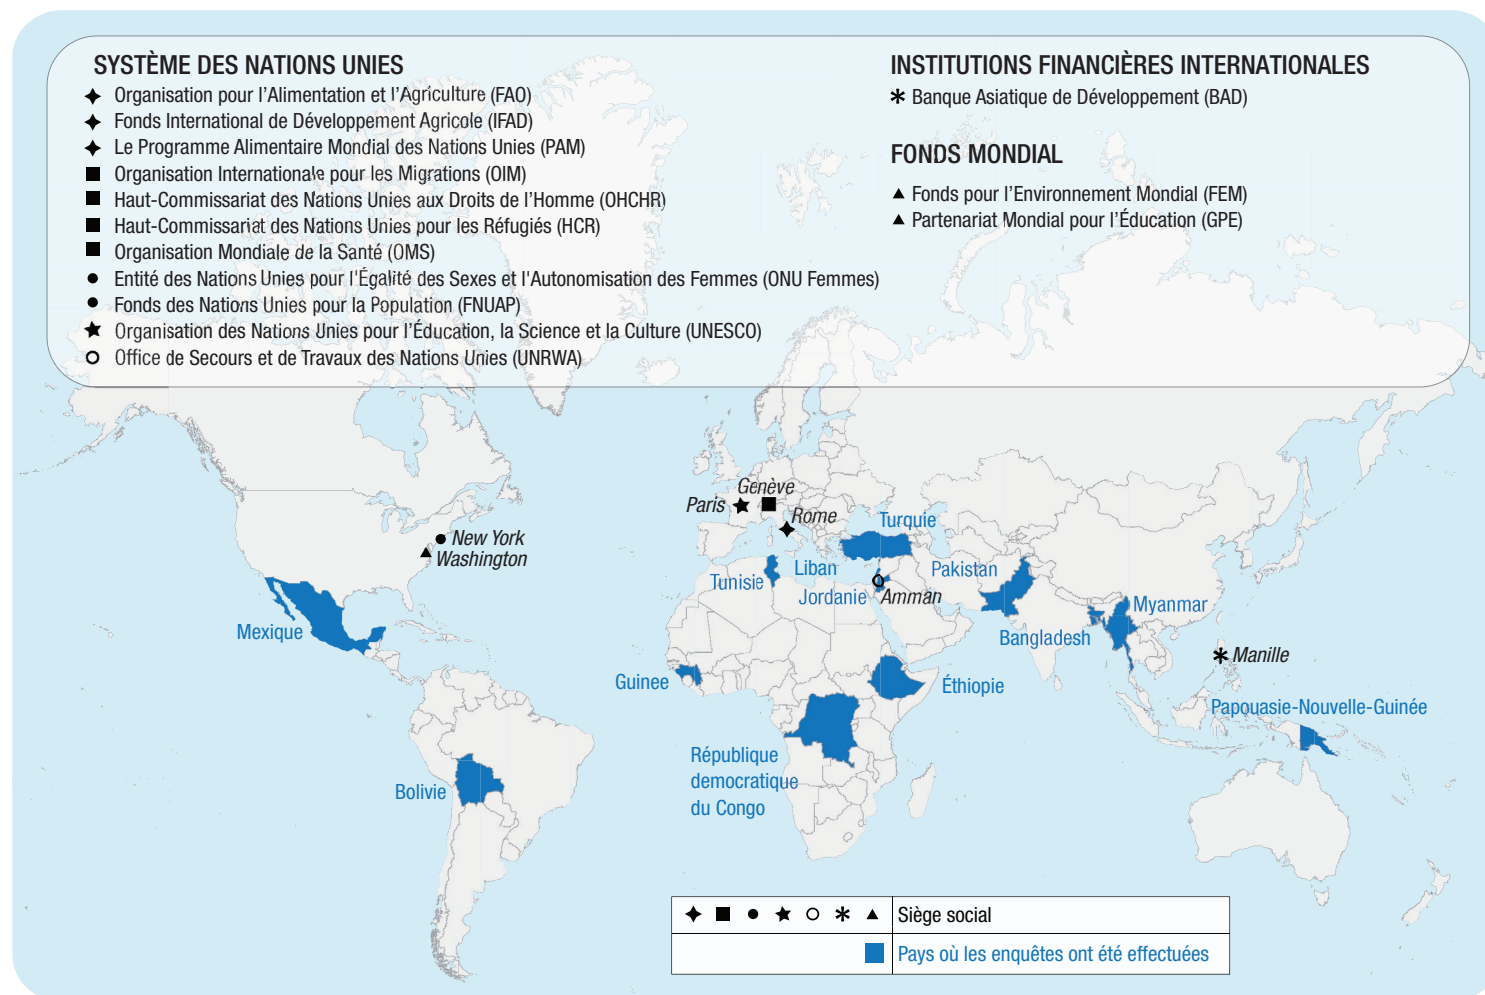 SYSTÈME DES NATIONS UNIES
Organisation pour l'Alimentation et l'Agriculture (FAO)
Fonds International de Développement Agricole (IFAD)
Le Programme Alimentaire Mondial des Nations Unies (PAM)
Organisation Internationale pour les Migrations (OIM)
Haut-Commissariat des Nations Unies aux Droits de l'Homme (OHCHR)
Haut-Commissariat des Nations Unies pour les Réfugiés (HCR)
Organisation Mondiale de la Santé (OMS)
Entité des Nations Unies pour l'Égalité des Sexes et l'Autonomisation des Femmes (ONU Femmes)
Fonds des Nations Unies pour la Population (FNUAP)
Organisation des Nations Unies pour l'Éducation, la Science et la Culture (UNESCO)
Office de Secours et de Travaux des Nations Unies (UNRWA)
INSTITUTIONS FINANCIÈRES INTERNATIONALES
Banque Asiatique de Développement (BAD)
FONDS MONDIAL
Fonds pour l'Environnement Mondial (FEM)
Partenariat Mondial pour l'Éducation (GPE)
Genève
Paris
Rome
Turquie
New York
Washington
Liban
Pakistan
Tunisie
Jordanie
Amman
Myanmar
Mexique
Bangladesh
Manille
Guinee
Éthiopie
Papouasie-Nouvelle-Guinée
République
democratique
du Congo
Bolivie
Siège social
Pays où les enquêtes ont été effectuées